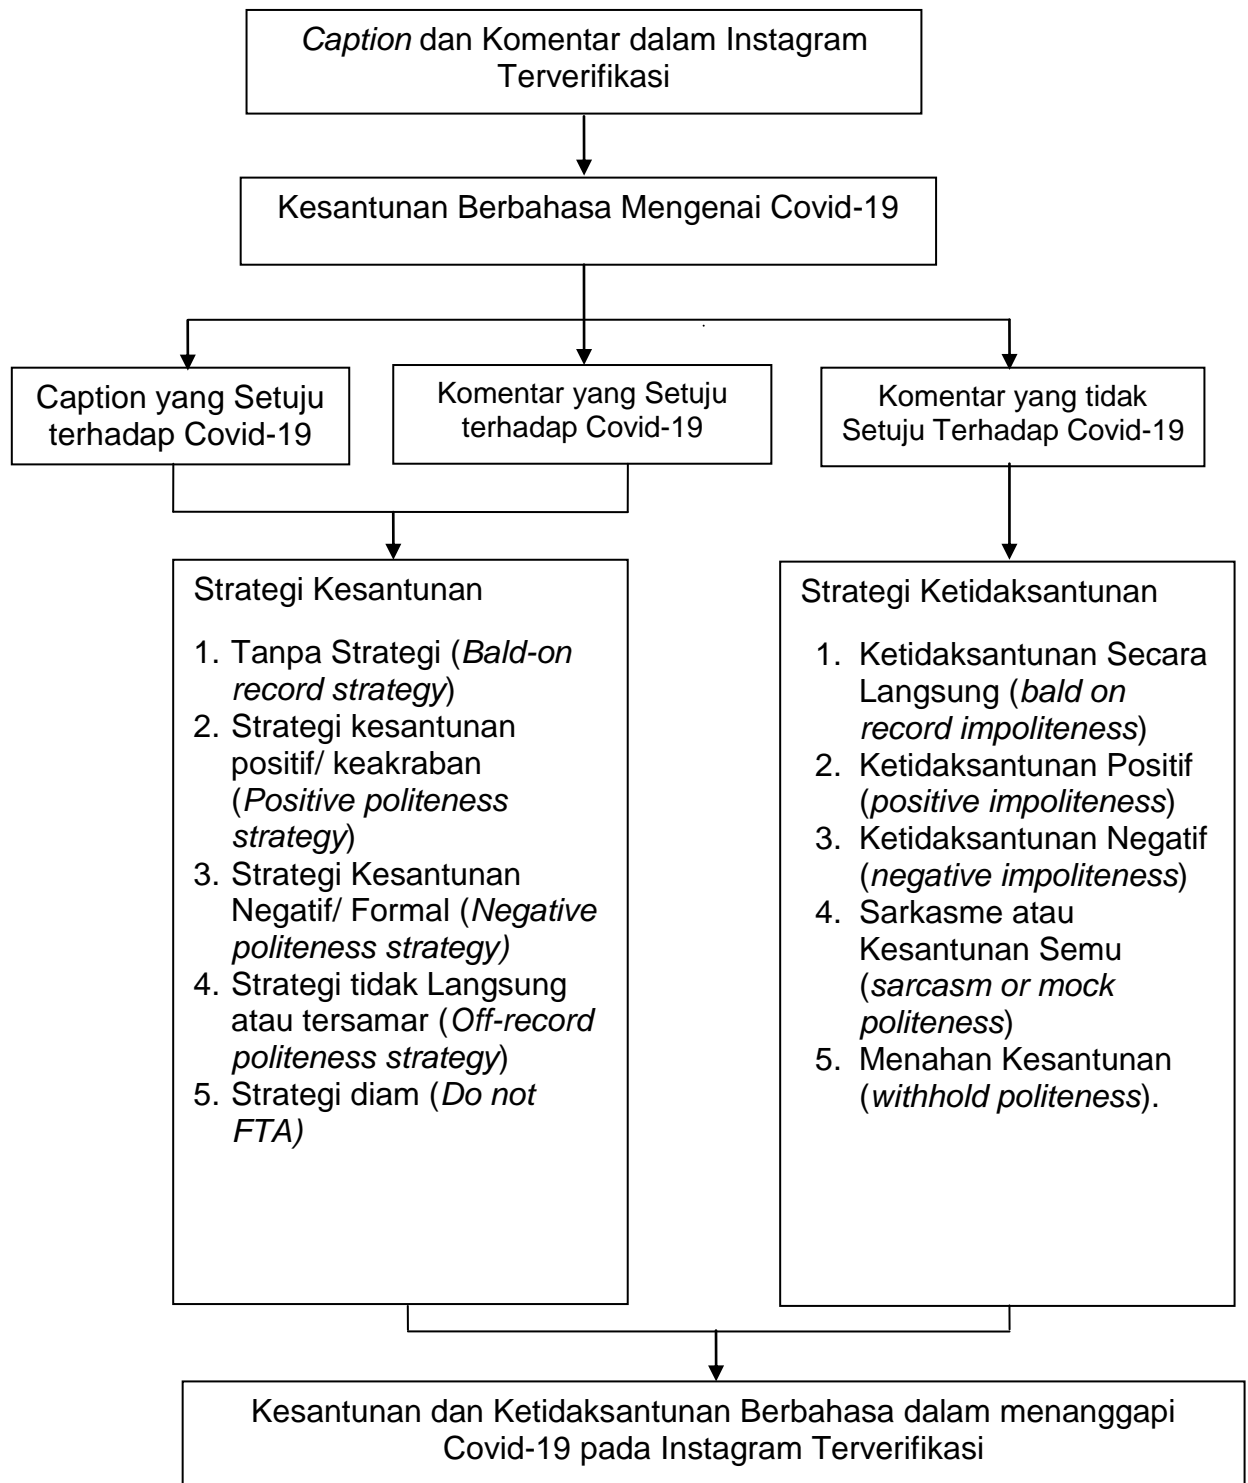 Caption dan Komentar dalam Instagram
Terverifikasi
Kesantunan Berbahasa Mengenai Covid-19
Caption yang Setuju
terhadap Covid-19
Komentar yang Setuju
terhadap Covid-19
Komentar yang tidak
Setuju Terhadap Covid-19
Strategi Kesantunan
1. Tanpa Strategi (Bald-on
record strategy)
2. Strategi kesantunan
positif/ keakraban
(Positive politeness
strategy)
3. Strategi Kesantunan
Negatif/ Formal (Negative
politeness strategy)
4. Strategi tidak Langsung
atau tersamar (Off-record
politeness strategy)
5. Strategi diam (Do not
FTA)
Strategi Ketidaksantunan
1. Ketidaksantunan Secara
Langsung (bald on
record impoliteness)
2. Ketidaksantunan Positif
(positive impoliteness)
3. Ketidaksantunan Negatif
(negative impoliteness)
4. Sarkasme atau
Kesantunan Semu
(sarcasm or mock
politeness)
5. Menahan Kesantunan
(withhold politeness).
Kesantunan dan Ketidaksantunan Berbahasa dalam menanggapi
Covid-19 pada Instagram Terverifikasi